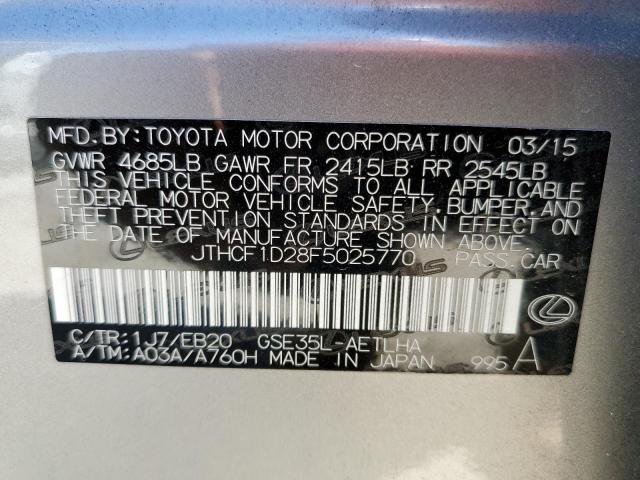 MFD.BY:TOYOTA MOTOR CORPORATION 03/15
GVWR 4685LB GAWR FR 2415LB RR 2545LB
THIS VEHICLE CONFORMS TO ALL APPLICABLE
FEDERAL MOTOR VEHICLE SAFETY,BUMPER,AND
THEFT PREVENTION STANDARDS IN EFFECT ON
THE DATE OF MANUFACTURE SHOWN ABOVE.
JTHCF1D28F5025770 PASS.CAR
C/TR:1J7/EB20 GSE35L-AETLHA
A/TM:A03A/A760H MADE IN JAPAN 995 A